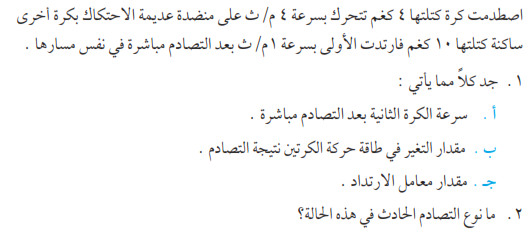 اصطدمت كرة كتلتها ٤ كغم تتحرك بسرعة ٤ م/ ث على منضدة عديمة الاحتكاك بكرة أخرى
ساكنة كتلتها ١٠ كغم فارتدت الأولى بسرعة ١ م/ ث بعد التصادم مباشرة في نفس مسارها .
١ . جد كلاً مما يأتي :
أ . سرعة الكرة الثانية بعد التصادم مباشرة .
ب . مقدار التغير في طاقة حركة الكرتين نتيجة التصادم .
جـ . مقدار معامل الارتداد .
٢ . ما نوع التصادم الحادث في هذه الحالة؟